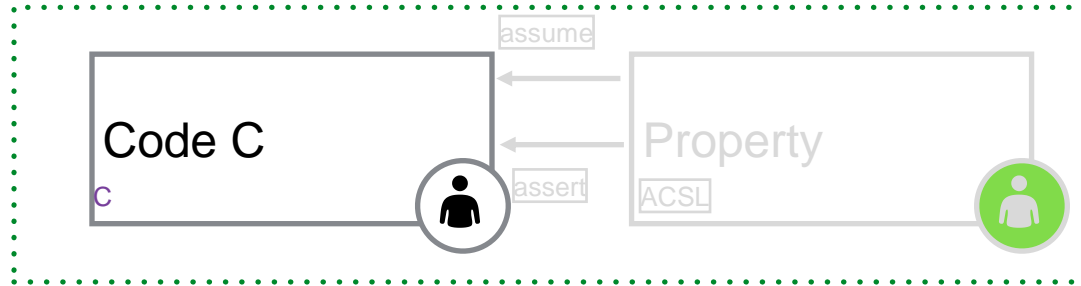 assume
Code C
Property
C
assert
ACSL